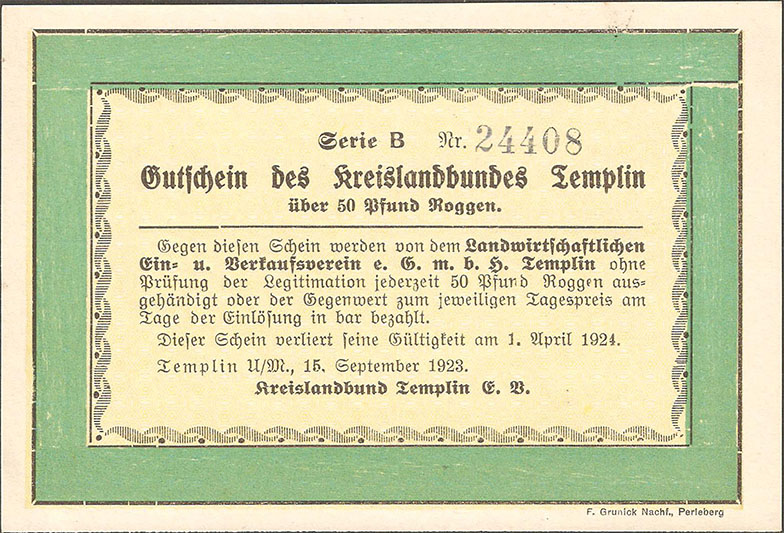 Serie B Nr. 24408
Gutschein des Kreislandbundes Templin
über 50 Pfund Roggen.
Gegen diesen Schein werden von dem Landwirtschaftlichen
Ein- u. Verkaufsverein e. G. m. b. H. Templin ohne
Prüfung der Legitimation jederzeit 50 Pfund Roggen aus-
gehändigt oder der Gegenwert zum jeweiligen Tagespreis am
Tage der Einlösung in bar bezahlt.
Dieser Schein verliert seine Gültigkeit am 1. April 1924.
Templin U/M., 15. September 1923.
Kreislandbund Templin E. V.
F. Grunick Nachf., Perleberg